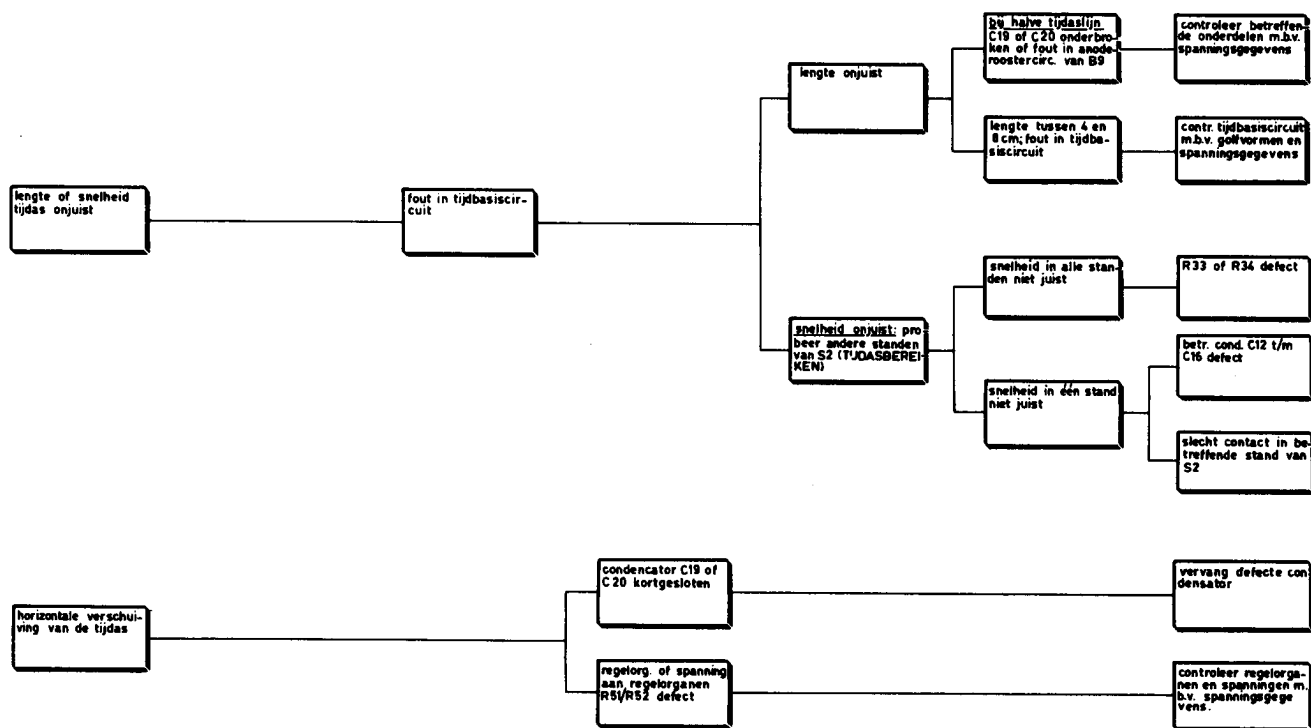 lengte of snelheid
tijdas onjuist
fout in tijdbasiscir-
cuit
lengte onjuist
bij halve tijdaslijn
C19 of C20 onderbro-
ken of fout in anode-
roostercirc. van B9
controleer betreffen-
de onderdelen m.b.v.
spanningsgegevens
lengte tussen 4 en
8 cm; fout in tijdba-
siscircuit
contr. tijdbasiscircuit
m.b.v. golfvormen en
spanningsgegevens
snelheid onjuist: pro
beer andere standen
van S2 (TIJDASBEREI-
KEN)
snelheid in alle stan-
den niet juist
R33 of R34 defect
snelheid in één stand
niet juist
betr. cond. C12 t/m
C16 defect
slecht contact in be-
treffende stand van
S2
horizontale verschui-
ving van de tijdas
condencator C19 of
C20 kortgesloten
vervang defecte con
densator
regelorg. of spanning
aan regelorganen
R51/R52 defect
controleer regelorga-
nen en spanningen m.
b.v. spanningsgege
vens.